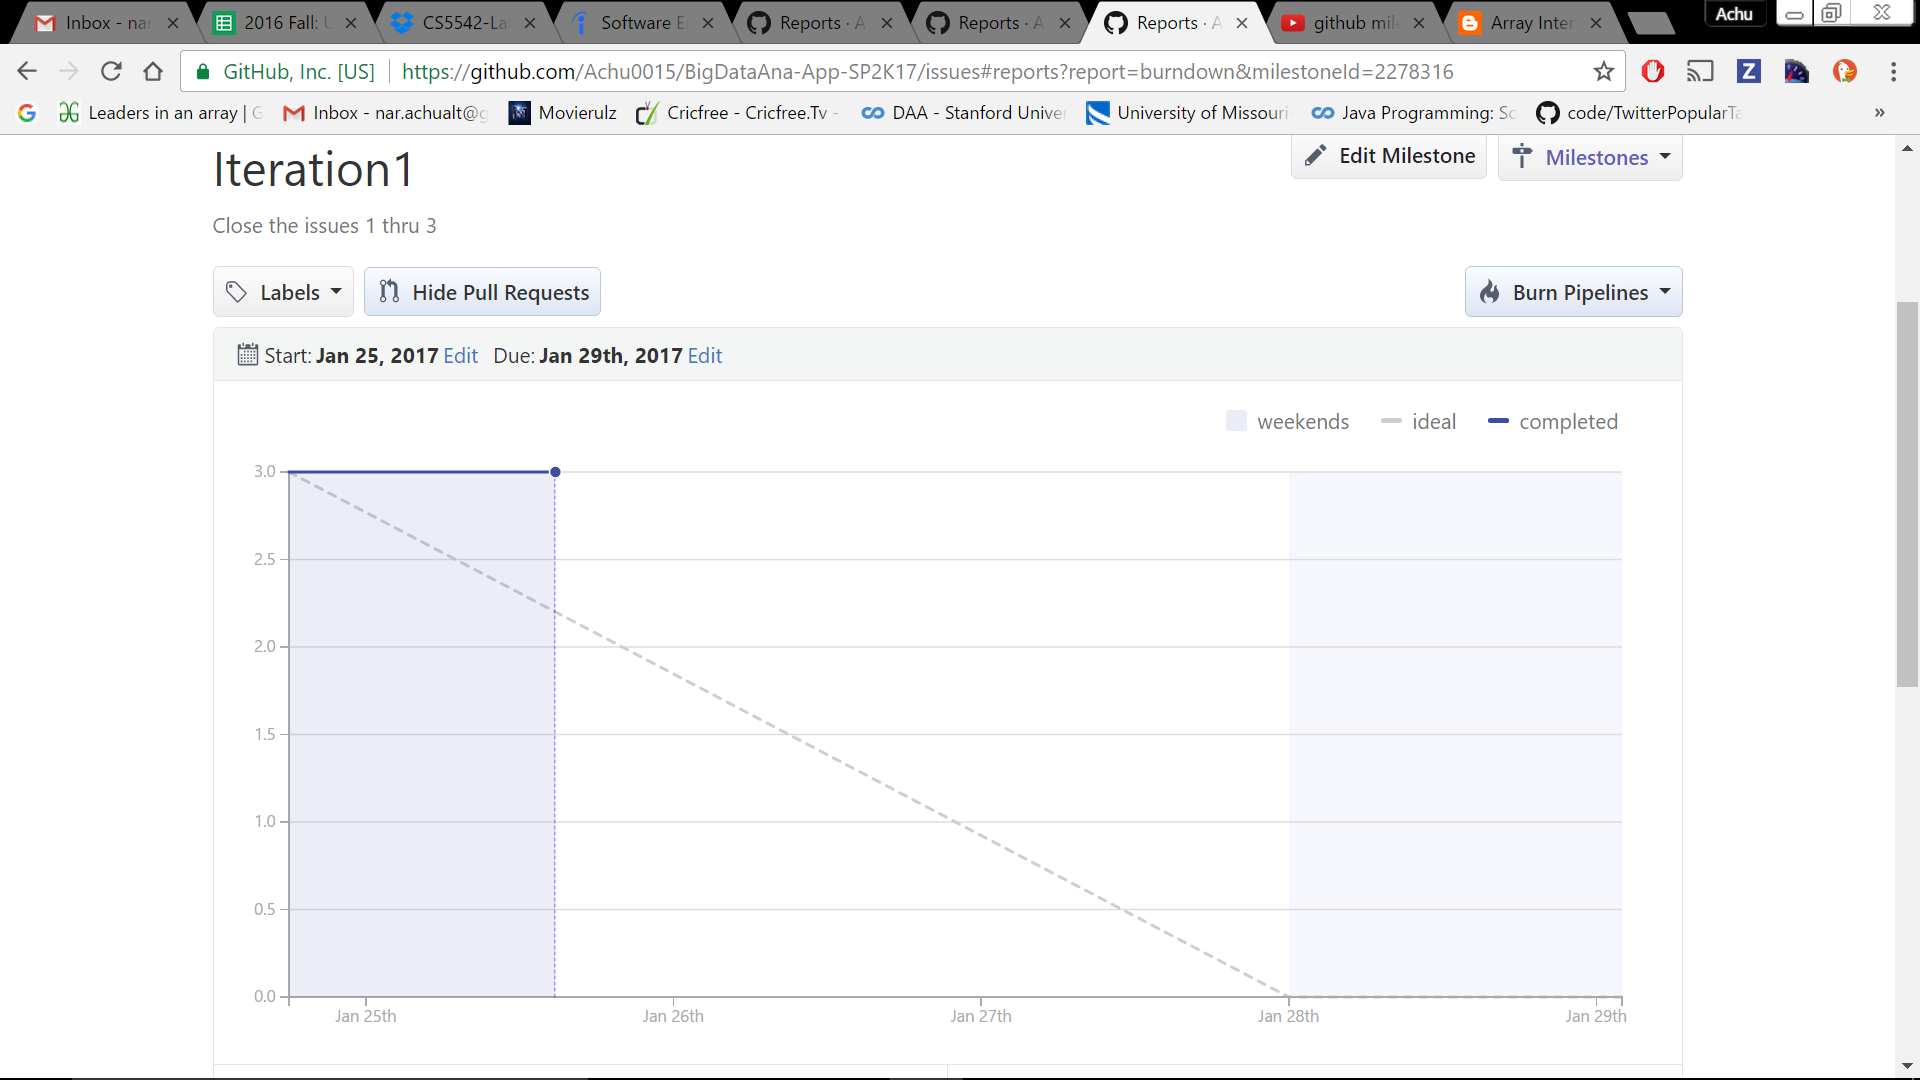 Inbox - nar
2016 Fall: U
CS5542-La
Software E
Reports · A
Reports · A
Reports · A
github mile
Array Inter
Achu
GitHub, Inc. [US]
https://github.com/Achu0015/BigDataAna-App-SP2K17/issues#reports?report=burndown&milestoneId=2278316
Leaders in an array | G
Inbox - nar.achualt@g
Movierulz
Cricfree - Cricfree.Tv -
DAA - Stanford Univer
University of Missouri
Java Programming: So
code/TwitterPopularTa
»
Iteration1
Edit Milestone
Milestones
Close the issues 1 thru 3
Labels
Hide Pull Requests
Burn Pipelines
Start: Jan 25, 2017 Edit Due: Jan 29th, 2017 Edit
weekends
ideal
completed
3.0
2.5
2.0
1.5
1.0
0.5
0.0
Jan 25th
Jan 26th
Jan 27th
Jan 28th
Jan 29th